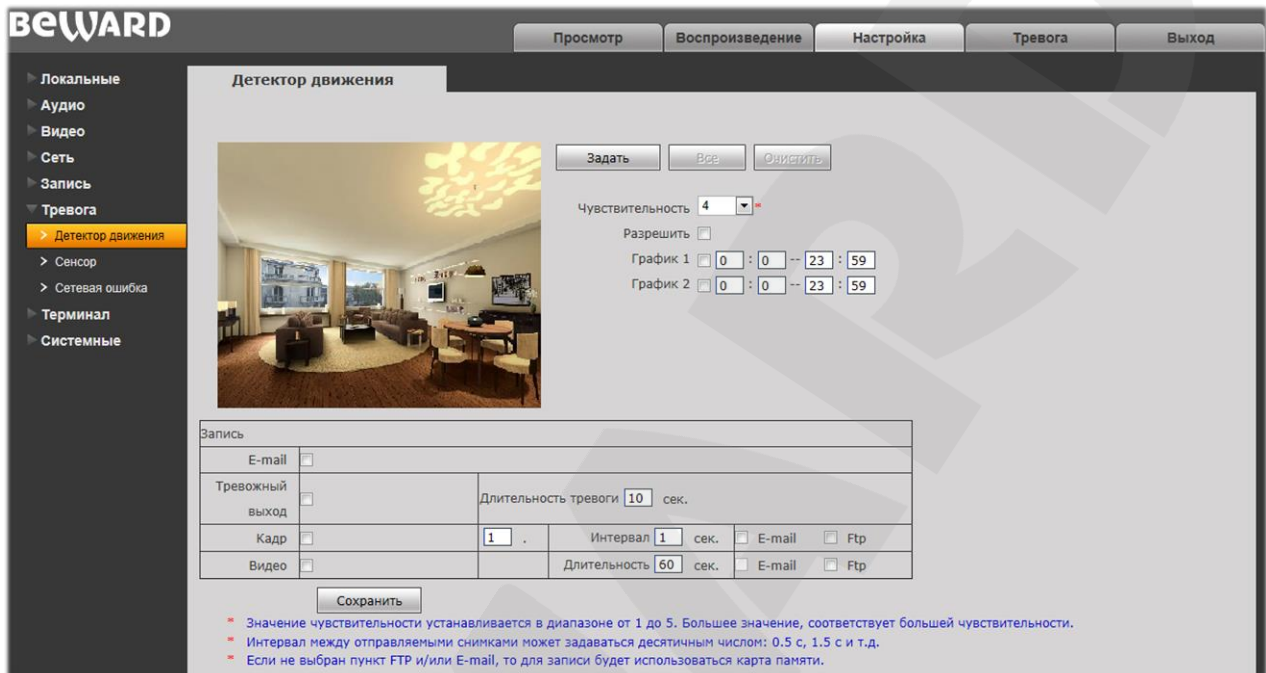 BEWARD
Просмотр Воспроизведение Настройка Тревога Выход
Локальные
Аудио
Видео
Сеть
Запись
Тревога
Детектор движения
Сенсор
Сетевая ошибка
Терминал
Системные
Детектор движения
Задать Все Очистить
Чувствительность 4 *
Разрешить
График 1 0 : 0 -- 23 : 59
График 2 0 : 0 -- 23 : 59
Запись
E-mail
Тревожный выход Длительность тревоги 10 сек.
Кадр 1 . Интервал 1 сек. E-mail Ftp
Видео Длительность 60 сек. E-mail Ftp
Сохранить
* Значение чувствительности устанавливается в диапазоне от 1 до 5. Большее значение, соответствует большей чувствительности.
* Интервал между отправляемыми снимками может задаваться десятичным числом: 0.5 с, 1.5 с и т.д.
* Если не выбран пункт FTP и/или E-mail, то для записи будет использоваться карта памяти.